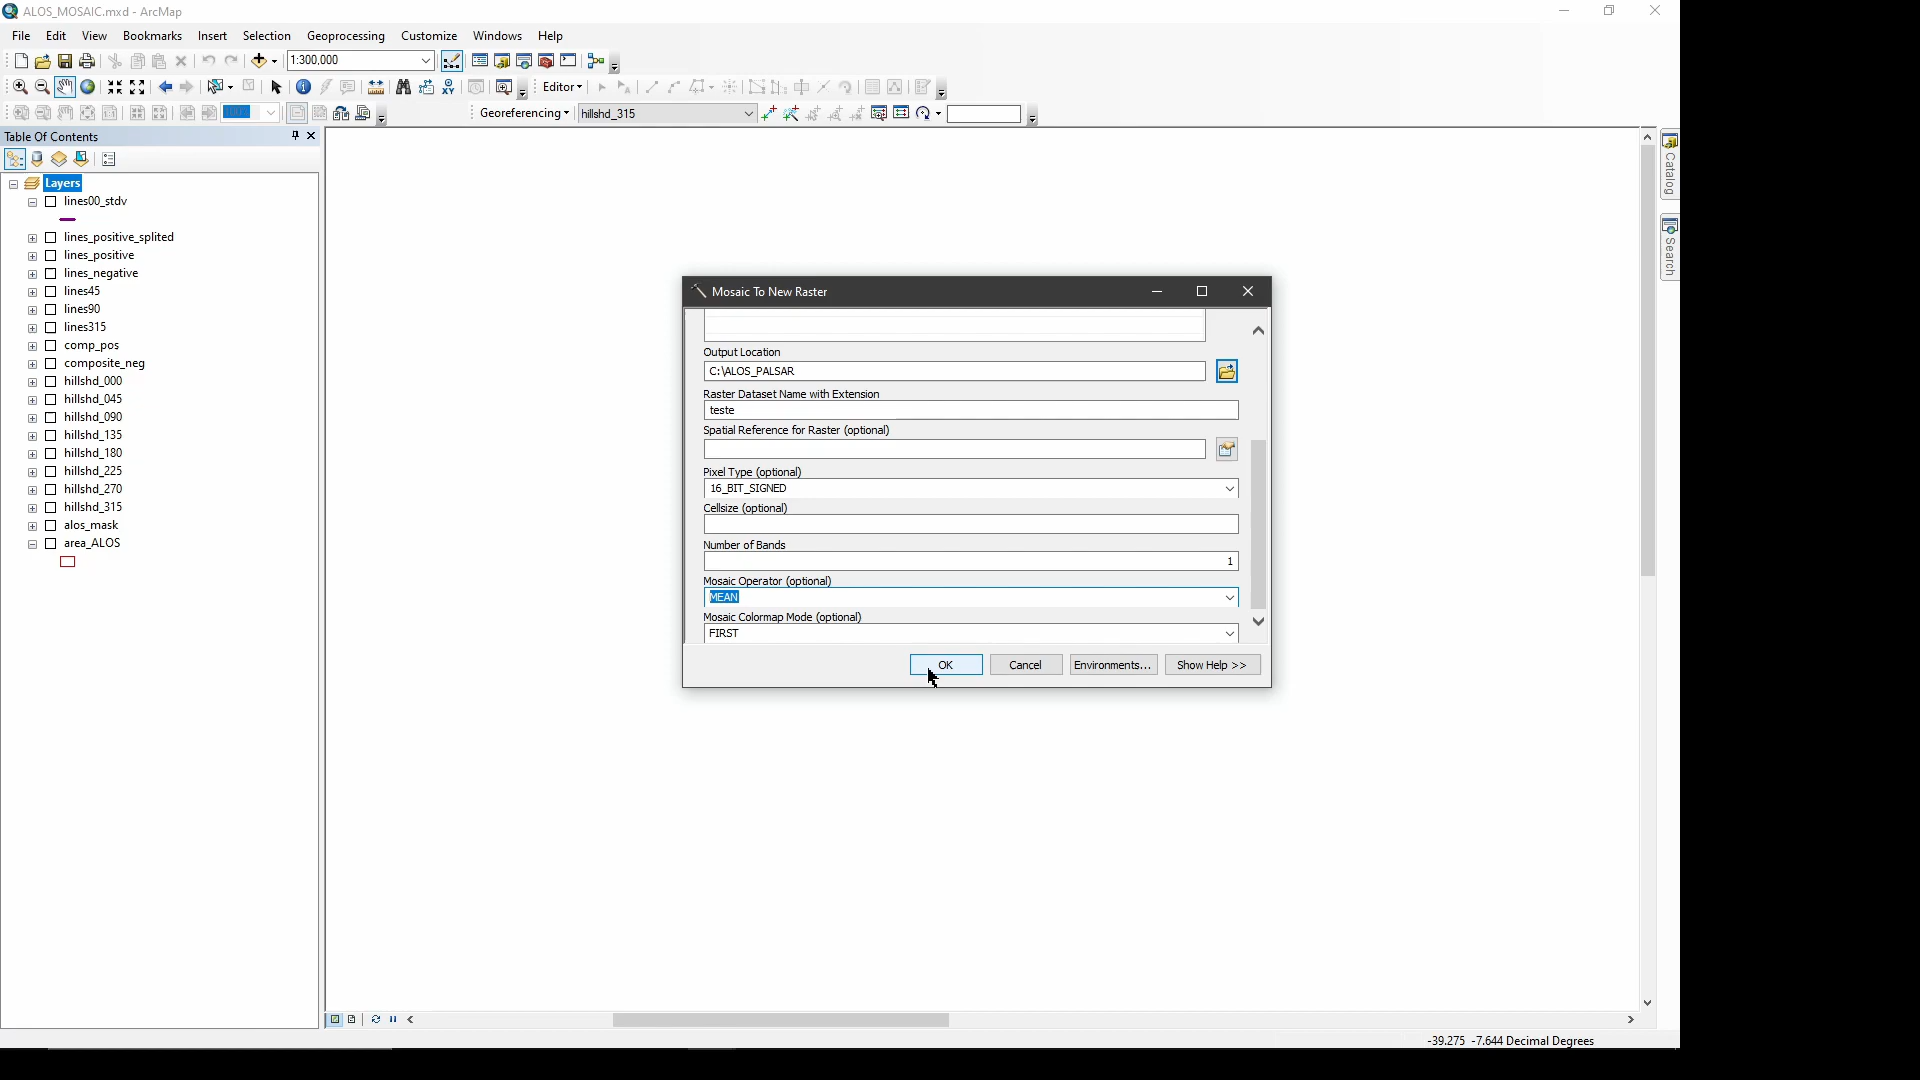 ALOS_MOSAIC.mxd - ArcMap
File Edit View Bookmarks Insert Selection Geoprocessing Customize Windows Help
1:300,000
Editor
100%
Georeferencing hillshd_315
Table Of Contents
Layers
lines00_stdv
lines_positive_splited
lines_positive
lines_negative
lines45
lines90
lines315
comp_pos
composite_neg
hillshd_000
hillshd_045
hillshd_090
hillshd_135
hillshd_180
hillshd_225
hillshd_270
hillshd_315
alos_mask
area_ALOS
Mosaic To New Raster
Output Location
C:\ALOS_PALSAR
Raster Dataset Name with Extension
teste
Spatial Reference for Raster (optional)
Pixel Type (optional)
16_BIT_SIGNED
Cellsize (optional)
Number of Bands
1
Mosaic Operator (optional)
MEAN
Mosaic Colormap Mode (optional)
FIRST
OK Cancel Environments... Show Help >>
Catalog
Search
-39.275 -7.644 Decimal Degrees